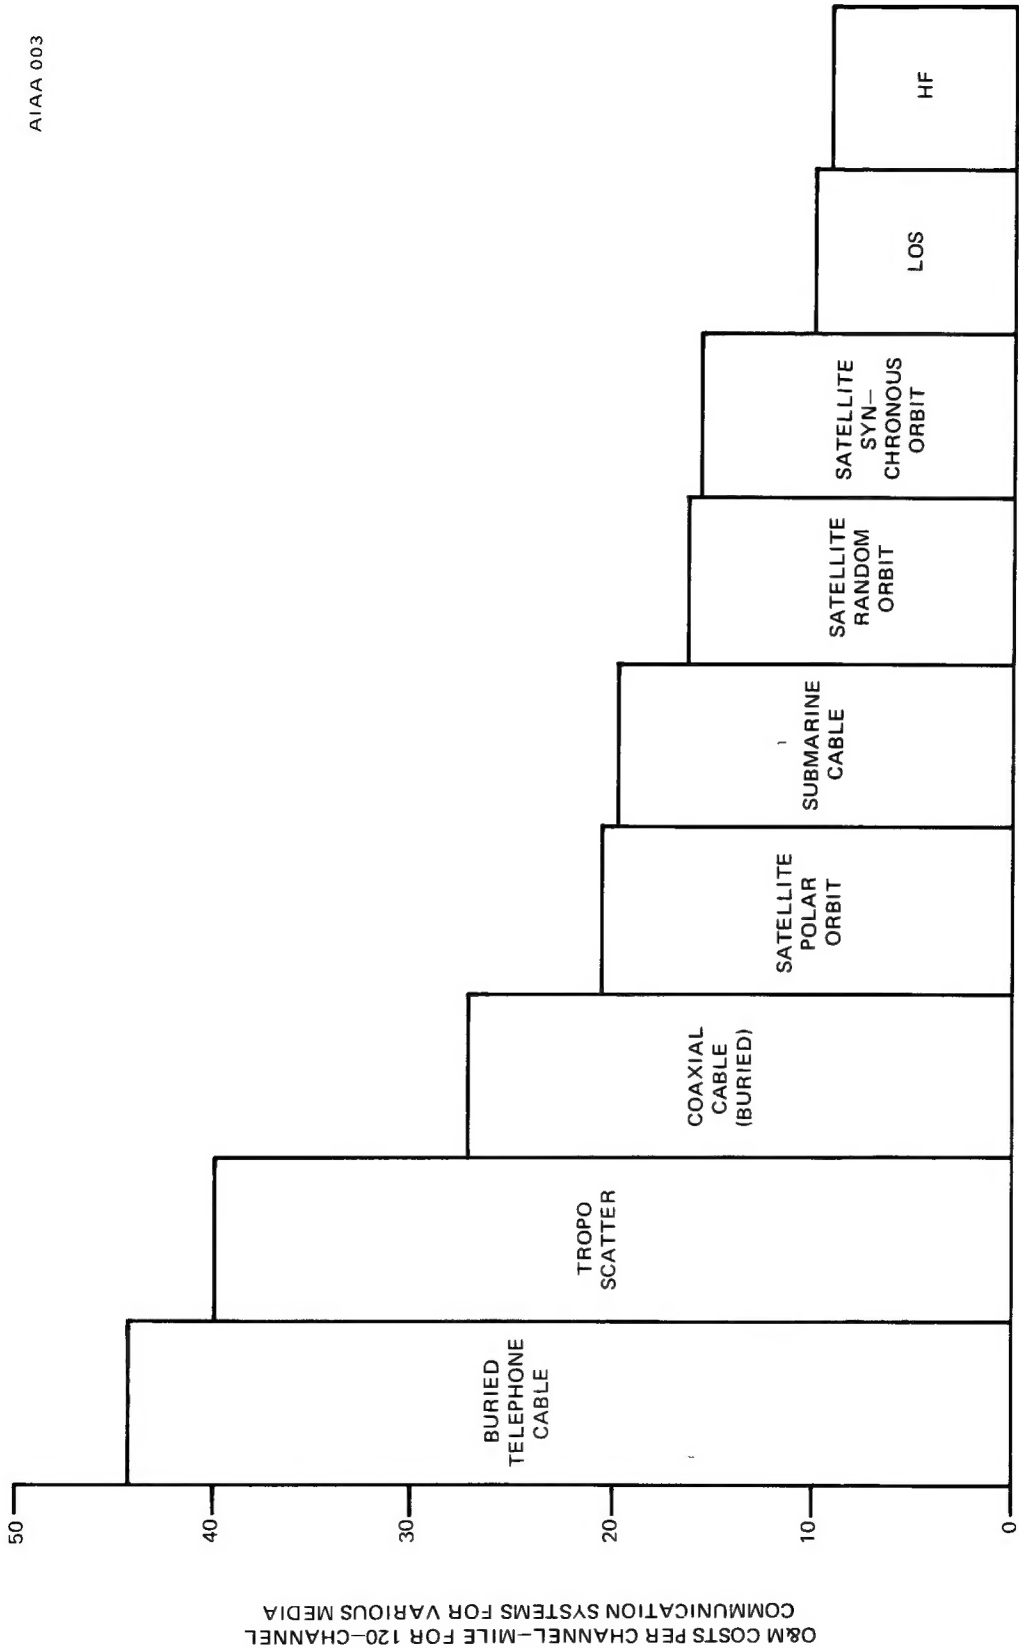 AIAA 003
O&M COSTS PER CHANNEL–MILE FOR 120–CHANNEL
COMMUNICATION SYSTEMS FOR VARIOUS MEDIA
50
40
30
20
10
0
BURIED
TELEPHONE
CABLE
TROPO
SCATTER
COAXIAL
CABLE
(BURIED)
SATELLITE
POLAR
ORBIT
SUBMARINE
CABLE
SATELLITE
RANDOM
ORBIT
SATELLITE
SYN–
CHRONOUS
ORBIT
LOS
HF